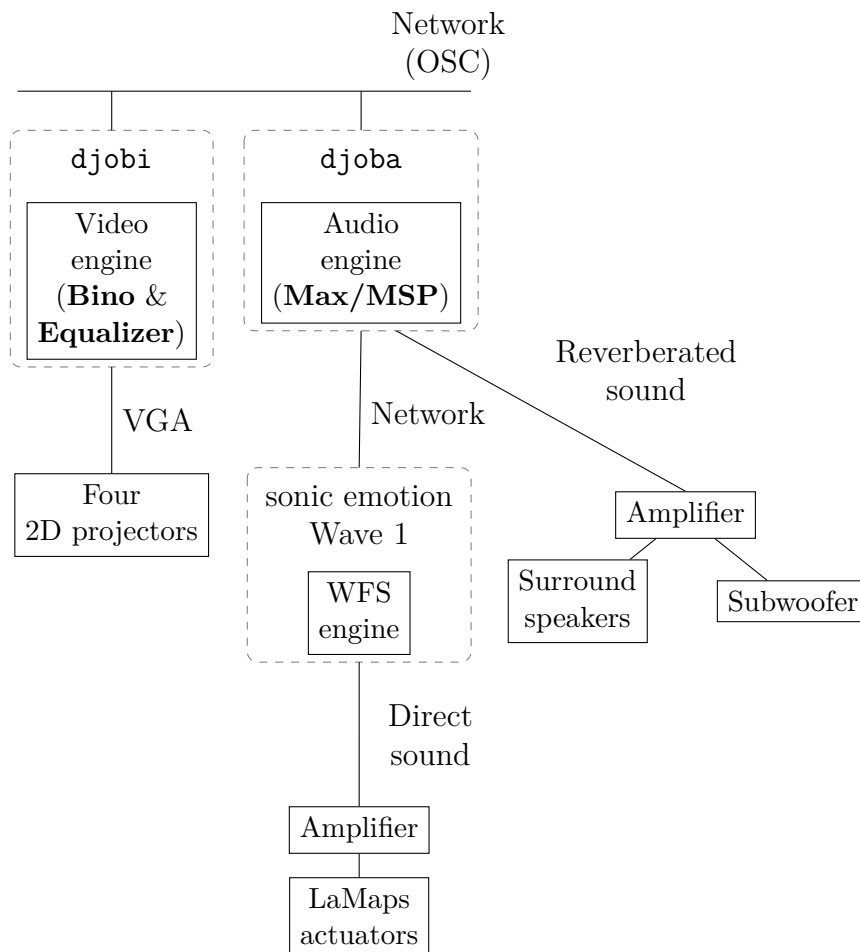 Network
(OSC)
djobi
djoba
Video
engine
(Bino &
Equalizer)
Audio
engine
(Max/MSP)
Reverberated
sound
VGA
Network
Four
2D projectors
sonic emotion
Wave 1
WFS
engine
Amplifier
Surround
speakers
Subwoofer
Direct
sound
Amplifier
LaMaps
actuators